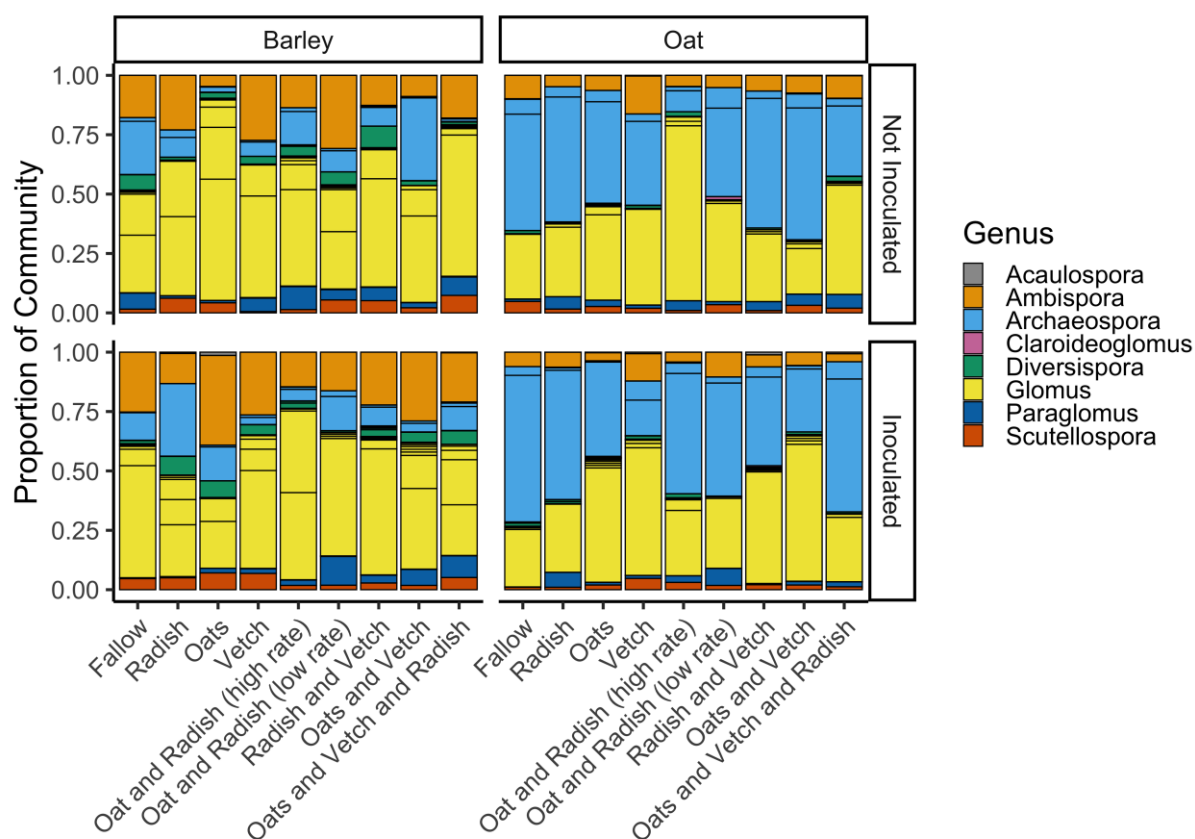 Barley
Oat
Proportion of Community
1.00
0.75
0.50
0.25
0.00
Not Inoculated
1.00
0.75
0.50
0.25
0.00
Inoculated
Fallow
Radish
Oats
Vetch
Oat and Radish (high rate)
Oat and Radish (low rate)
Radish and Vetch
Oats and Vetch
Oats and Vetch and Radish
Fallow
Radish
Oats
Vetch
Oat and Radish (high rate)
Oat and Radish (low rate)
Radish and Vetch
Oats and Vetch
Oats and Vetch and Radish
Genus
Acaulospora
Ambispora
Archaeospora
Claroideoglomus
Diversispora
Glomus
Paraglomus
Scutellospora